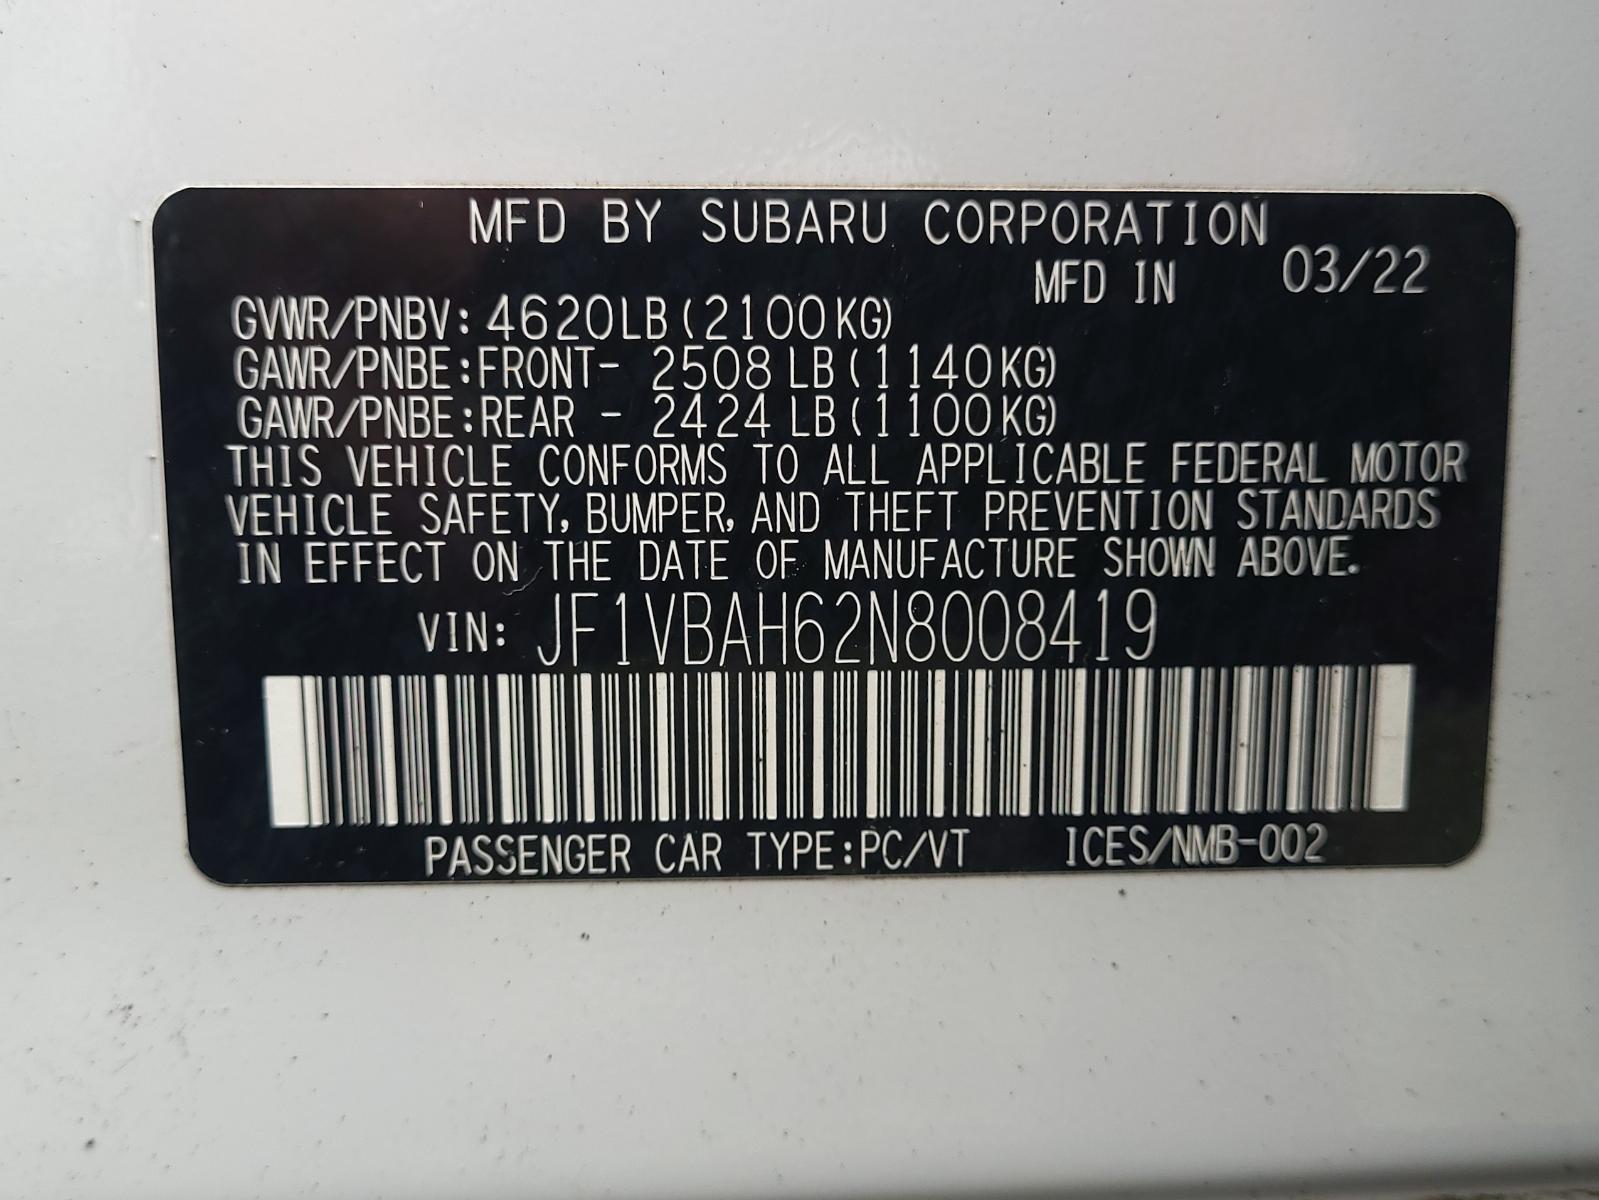 MFD BY SUBARU CORPORATION
MFD IN 03/22
GVWR/PNBV: 4620LB (2100KG)
GAWR/PNBE:FRONT- 2508 LB (1140KG)
GAWR/PNBE:REAR - 2424 LB (1100KG)
THIS VEHICLE CONFORMS TO ALL APPLICABLE FEDERAL MOTOR
VEHICLE SAFETY, BUMPER, AND THEFT PREVENTION STANDARDS
IN EFFECT ON THE DATE OF MANUFACTURE SHOWN ABOVE.
VIN: JF1VBAH62N8008419
PASSENGER CAR TYPE:PC/VT ICES/NMB-002